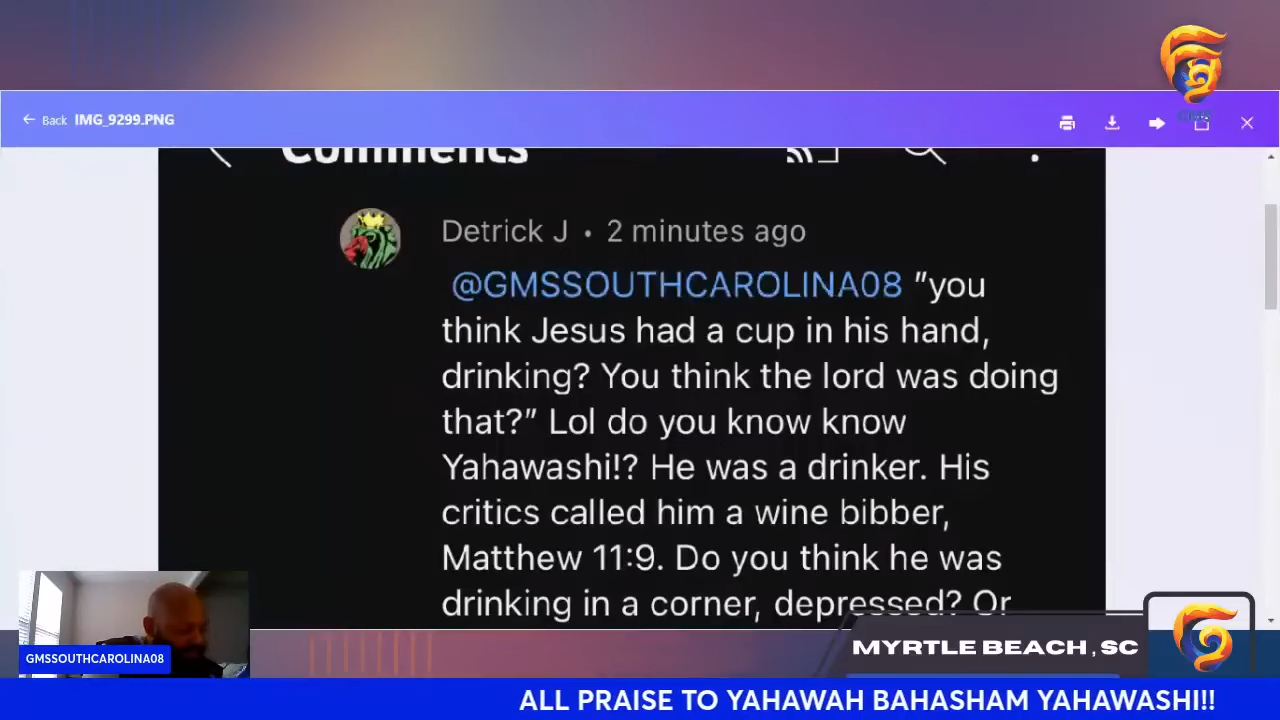 Back IMG_9299.PNG
GMS
Comments
Detrick J • 2 minutes ago
@GMSSOUTHCAROLINA08 "you
think Jesus had a cup in his hand,
drinking? You think the lord was doing
that?" Lol do you know know
Yahawashi!? He was a drinker. His
critics called him a wine bibber,
Matthew 11:9. Do you think he was
drinking in a corner, depressed? Or
GMSSOUTHCAROLINA08
MYRTLE BEACH, SC
ALL PRAISE TO YAHAWAH BAHASHAM YAHAWASHI!!